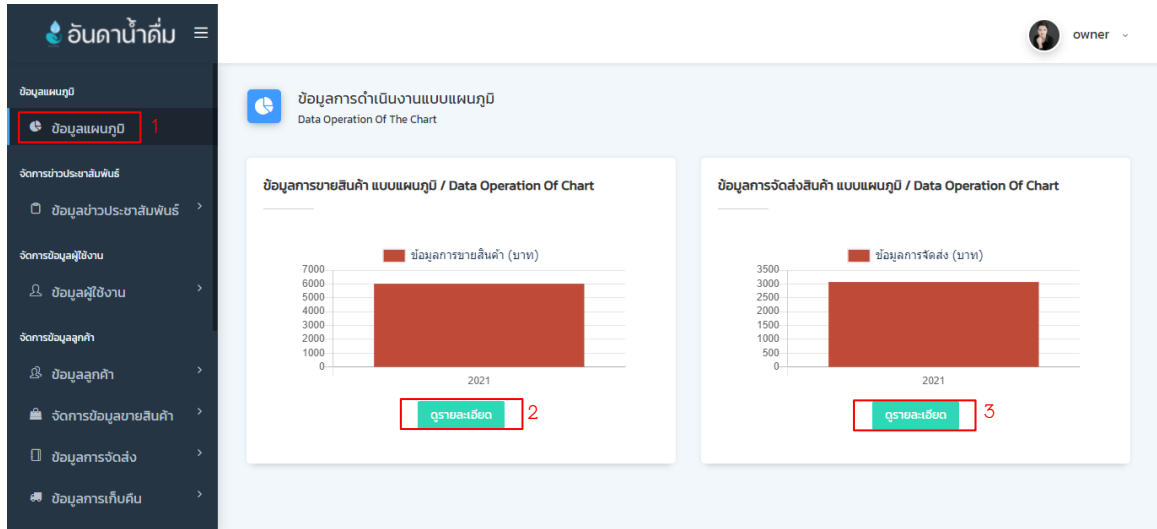 อันดาน้ำดื่ม
owner
ข้อมูลแผนภูมิ
ข้อมูลแผนภูมิ 1
จัดการข่าวประชาสัมพันธ์
ข้อมูลข่าวประชาสัมพันธ์
จัดการข้อมูลผู้ใช้งาน
ข้อมูลผู้ใช้งาน
จัดการข้อมูลลูกค้า
ข้อมูลลูกค้า
จัดการข้อมูลขายสินค้า
ข้อมูลการจัดส่ง
ข้อมูลการเก็บคืน
ข้อมูลการดำเนินงานแบบแผนภูมิ
Data Operation Of The Chart
ข้อมูลการขายสินค้า แบบแผนภูมิ / Data Operation Of Chart
ข้อมูลการขายสินค้า (บาท)
7000
6000
5000
4000
3000
2000
1000
0
2021
ดูรายละเอียด 2
ข้อมูลการจัดส่งสินค้า แบบแผนภูมิ / Data Operation Of Chart
ข้อมูลการจัดส่ง (บาท)
3500
3000
2500
2000
1500
1000
500
0
2021
ดูรายละเอียด 3